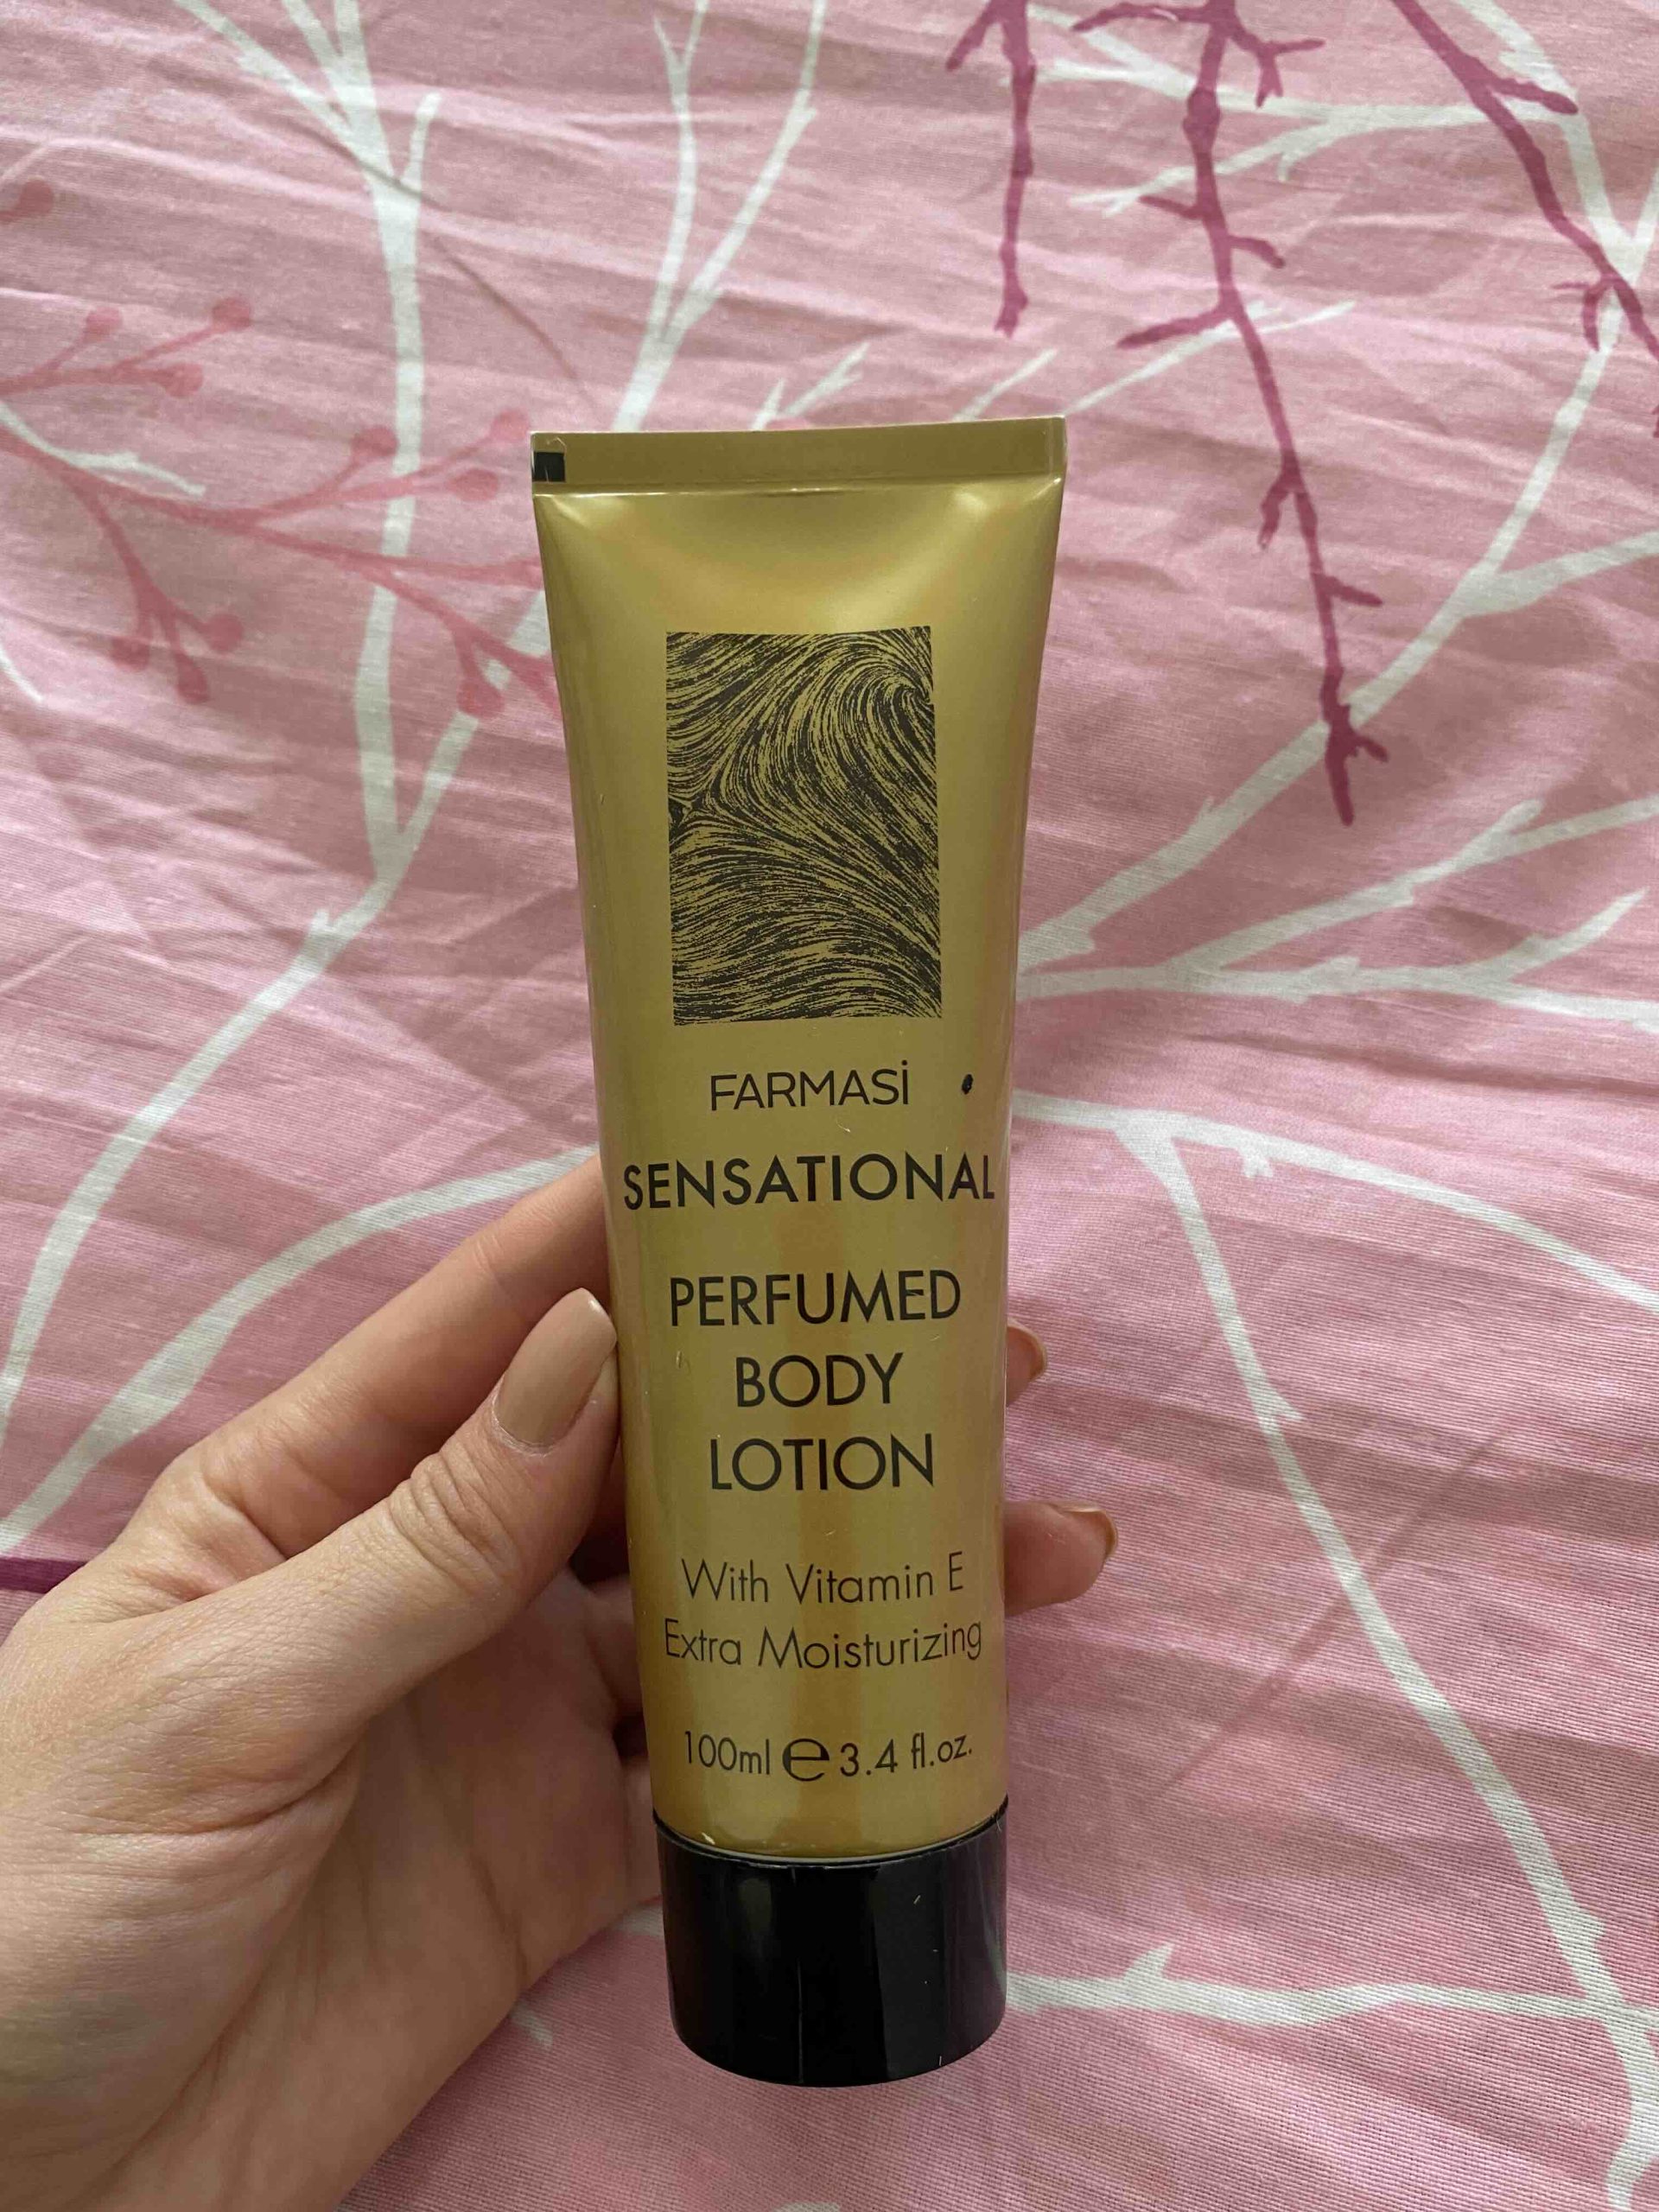 FARMASİ
SENSATIONAL
PERFUMED
BODY
LOTION
With Vitamin E
Extra Moisturizing
100ml ℮ 3.4 fl.oz.